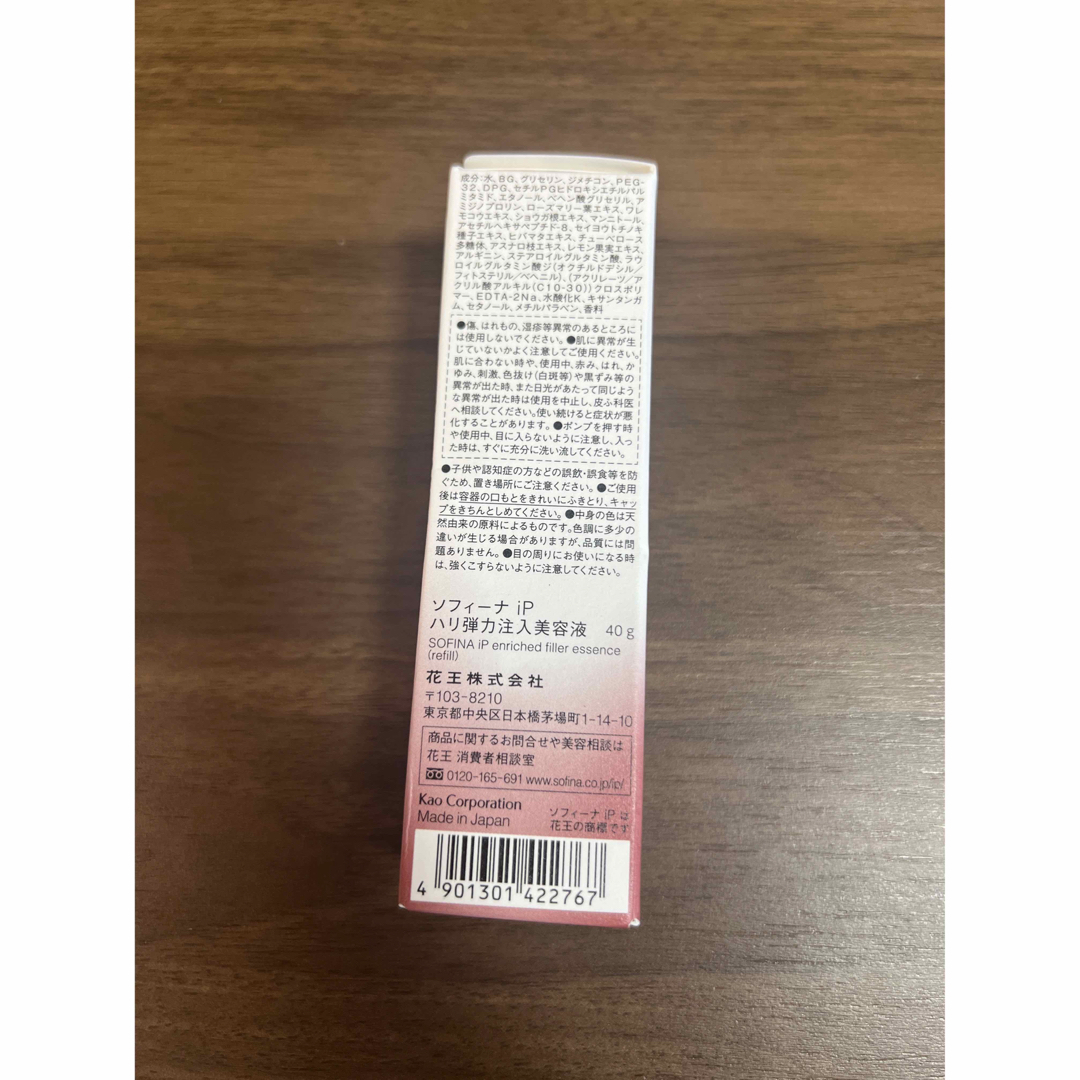 成分:水、BG、グリセリン、ジメチコン、PEG-
32、DPG、セチルPGヒドロキシエチルパル
ミタミド、エタノール、ベヘン酸グリセリル、ア
ミジノプロリン、ローズマリー葉エキス、ワレ
モコウエキス、ショウガ根エキス、マンニトール、
アセチルヘキサペプチド-8、セイヨウトチノキ
種子エキス、ヒバマタエキス、チューベロース
多糖体、アスナロ枝エキス、レモン果実エキス、
アルギニン、ステアロイルグルタミン酸、ラウ
ロイルグルタミン酸ジ(オクチルドデシル/
フィトステリル/ベヘニル)、(アクリレーツ/ア
クリル酸アルキル(C10-30))クロスポリ
マー、EDTA-2Na、水酸化K、キサンタンガ
ム、セタノール、メチルパラベン、香料
●傷、はれもの、湿疹等異常のあるところに
は使用しないでください。●肌に異常が生
じていないかよく注意してご使用ください。
肌に合わない時や、使用中、赤み、はれ、か
ゆみ、刺激、色抜け(白斑等)や黒ずみ等の
異常が出た時、また日光があたって同じよう
な異常が出た時は使用を中止し、皮ふ科医
へ相談してください。使い続けると症状が悪
化することがあります。●ポンプを押す時
や使用中、目に入らないように注意し、入っ
た時は、すぐに充分に洗い流してください。
●子供や認知症の方などの誤飲・誤食等を防
ぐため、置き場所にご注意ください。●ご使用
後は容器の口もとをきれいにふきとり、キャッ
プをきちんとしめてください。●中身の色は天
然由来の原料によるものです。色調に多少の
違いが生じる場合がありますが、品質には問
題ありません。●目の周りにお使いになる時
は、強くこすらないように注意してください。
ソフィーナ iP
ハリ弾力注入美容液 40g
SOFINA iP enriched filler essence
(refill)
花王株式会社
〒103-8210
東京都中央区日本橋茅場町1-14-10
商品に関するお問合せや美容相談は
花王 消費者相談室
0120-165-691 www.sofina.co.jp/ip/
Kao Corporation
Made in Japan
ソフィーナ iP は
花王の商標です
4 901301 422767